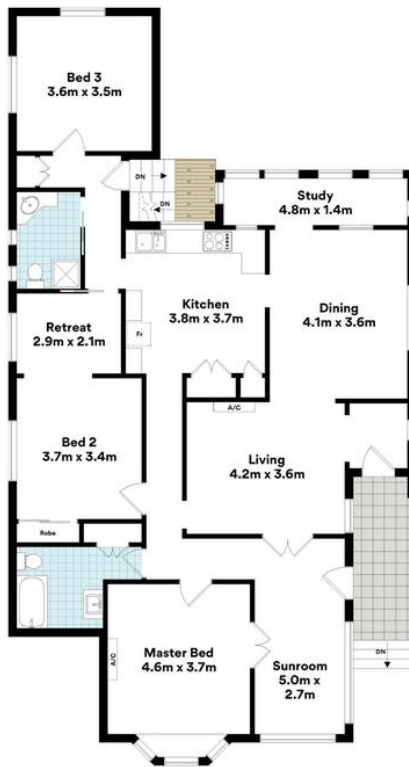 Bed 3
3.6m x 3.5m
DN
DN
Study
4.8m x 1.4m
Kitchen
3.8m x 3.7m
Dining
4.1m x 3.6m
Retreat
2.9m x 2.1m
Fr
A/C
Bed 2
3.7m x 3.4m
Living
4.2m x 3.6m
Robe
A/C
Master Bed
4.6m x 3.7m
Sunroom
5.0m x
2.7m
DN